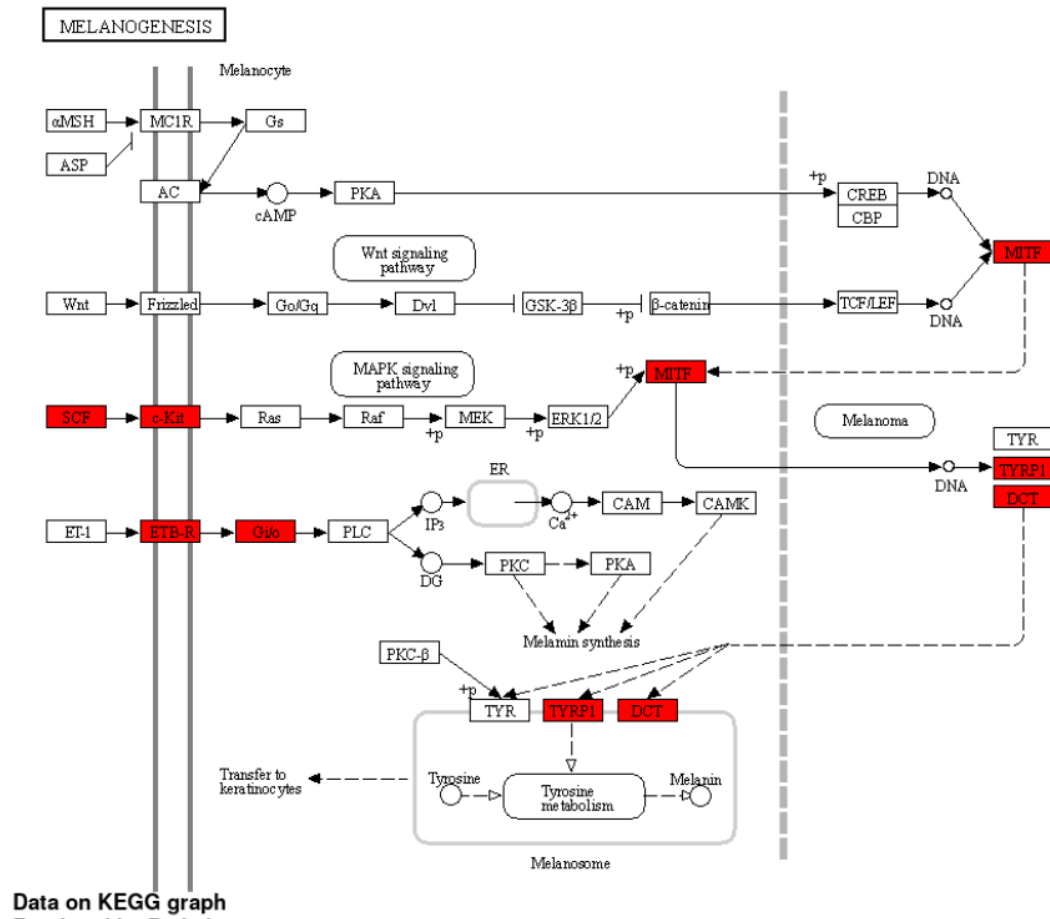 MELANOGENESIS
Melanocyte
αMSH
MC1R
Gs
ASP
AC
cAMP
PKA
+p
CREB
CBP
DNA
MITF
Wnt signaling
pathway
Wnt
Frizzled
Go/Gq
Dvl
GSK-3β
+p
β-catenin
TCF/LEF
DNA
MAPK signaling
pathway
+p
MITF
SCF
c-Kit
Ras
Raf
+p
MEK
+p
ERK1/2
Melanoma
TYR
TYRP1
DCT
DNA
ER
ET-1
ETB-R
Gi/o
PLC
IP3
Ca2+
CAM
CAMK
DG
PKC
PKA
Melamin synthesis
PKC-β
+p
TYR
TYRP1
DCT
Transfer to
keratinocytes
Tyrosine
Tyrosine
metabolism
Melanin
Melanosome
Data on KEGG graph